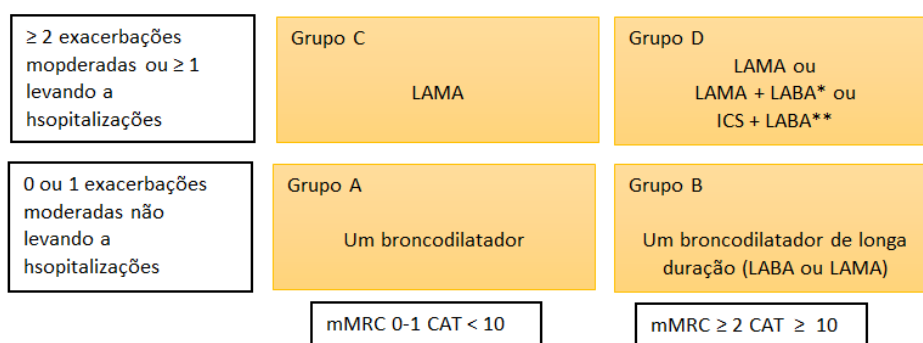 ≥ 2 exacerbações
mopderadas ou ≥ 1
levando a
hsopitalizações
Grupo C
LAMA
Grupo D
LAMA ou
LAMA + LABA* ou
ICS + LABA**
0 ou 1 exacerbações
moderadas não
levando a
hsopitalizações
Grupo A
Um broncodilatador
Grupo B
Um broncodilatador de longa
duração (LABA ou LAMA)
mMRC 0-1 CAT < 10
mMRC ≥ 2 CAT ≥ 10